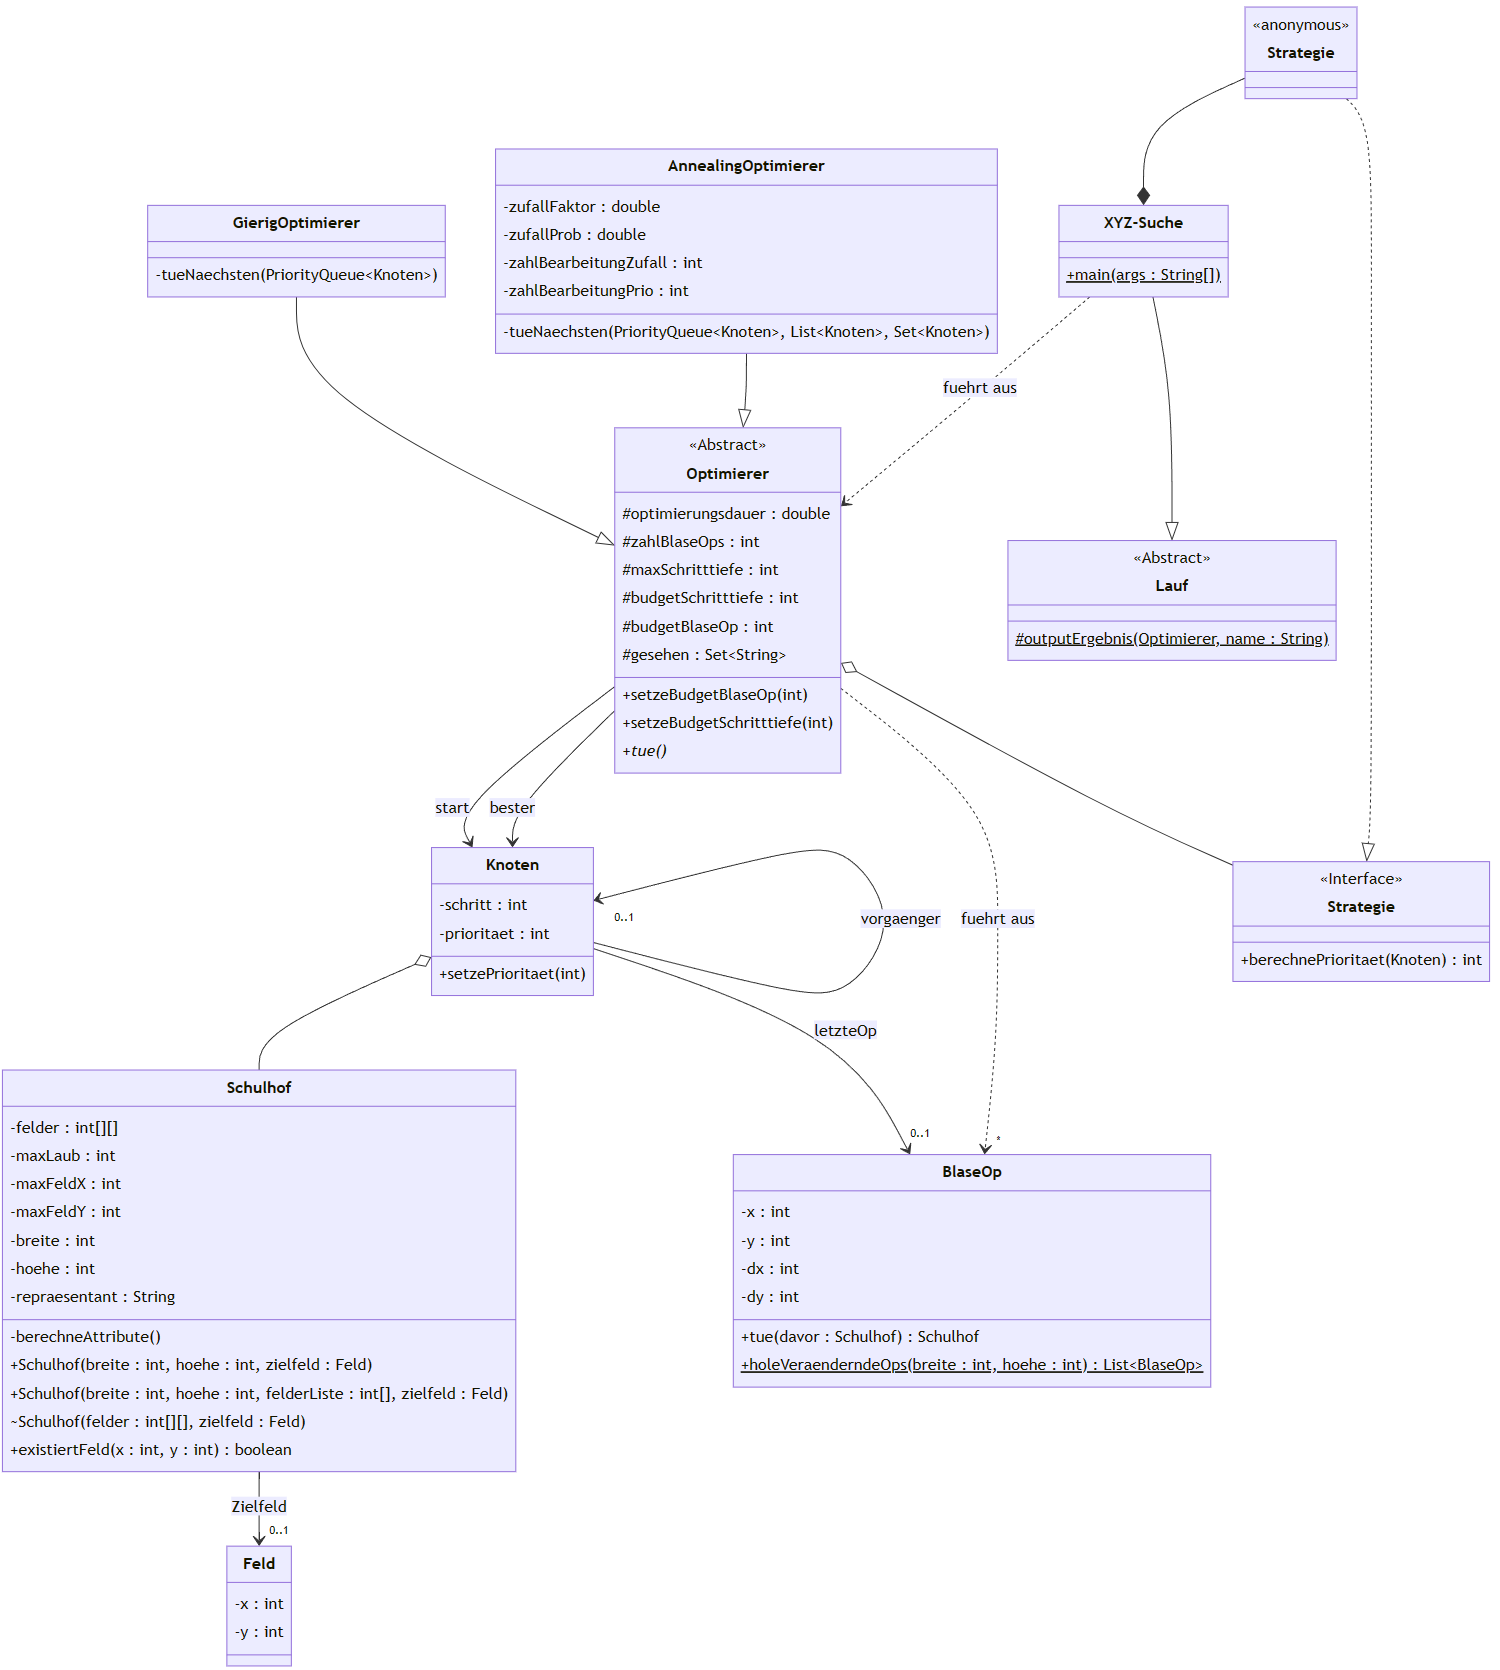 «anonymous»
Strategie
AnnealingOptimierer
-zufallFaktor : double
-zufallProb : double
-zahlBearbeitungZufall : int
-zahlBearbeitungPrio : int
-tueNaechsten(PriorityQueue<Knoten>, List<Knoten>, Set<Knoten>)
GierigOptimierer
-tueNaechsten(PriorityQueue<Knoten>)
XYZ-Suche
+main(args : String[])
fuehrt aus
«Abstract»
Optimierer
#optimierungsdauer : double
#zahlBlaseOps : int
#maxSchritttiefe : int
#budgetSchritttiefe : int
#budgetBlaseOp : int
#gesehen : Set<String>
+setzeBudgetBlaseOp(int)
+setzeBudgetSchritttiefe(int)
+tue()
«Abstract»
Lauf
#outputErgebnis(Optimierer, name : String)
start
bester
Knoten
-schritt : int
-prioritaet : int
+setzePrioritaet(int)
0..1
vorgaenger
fuehrt aus
«Interface»
Strategie
+berechnePrioritaet(Knoten) : int
letzteOp
Schulhof
-felder : int[][]
-maxLaub : int
-maxFeldX : int
-maxFeldY : int
-breite : int
-hoehe : int
-repraesentant : String
-berechneAttribute()
+Schulhof(breite : int, hoehe : int, zielfeld : Feld)
+Schulhof(breite : int, hoehe : int, felderListe : int[], zielfeld : Feld)
~Schulhof(felder : int[][], zielfeld : Feld)
+existiertFeld(x : int, y : int) : boolean
0..1
*
BlaseOp
-x : int
-y : int
-dx : int
-dy : int
+tue(davor : Schulhof) : Schulhof
+holeVeraenderndeOps(breite : int, hoehe : int) : List<BlaseOp>
Zielfeld
0..1
Feld
-x : int
-y : int